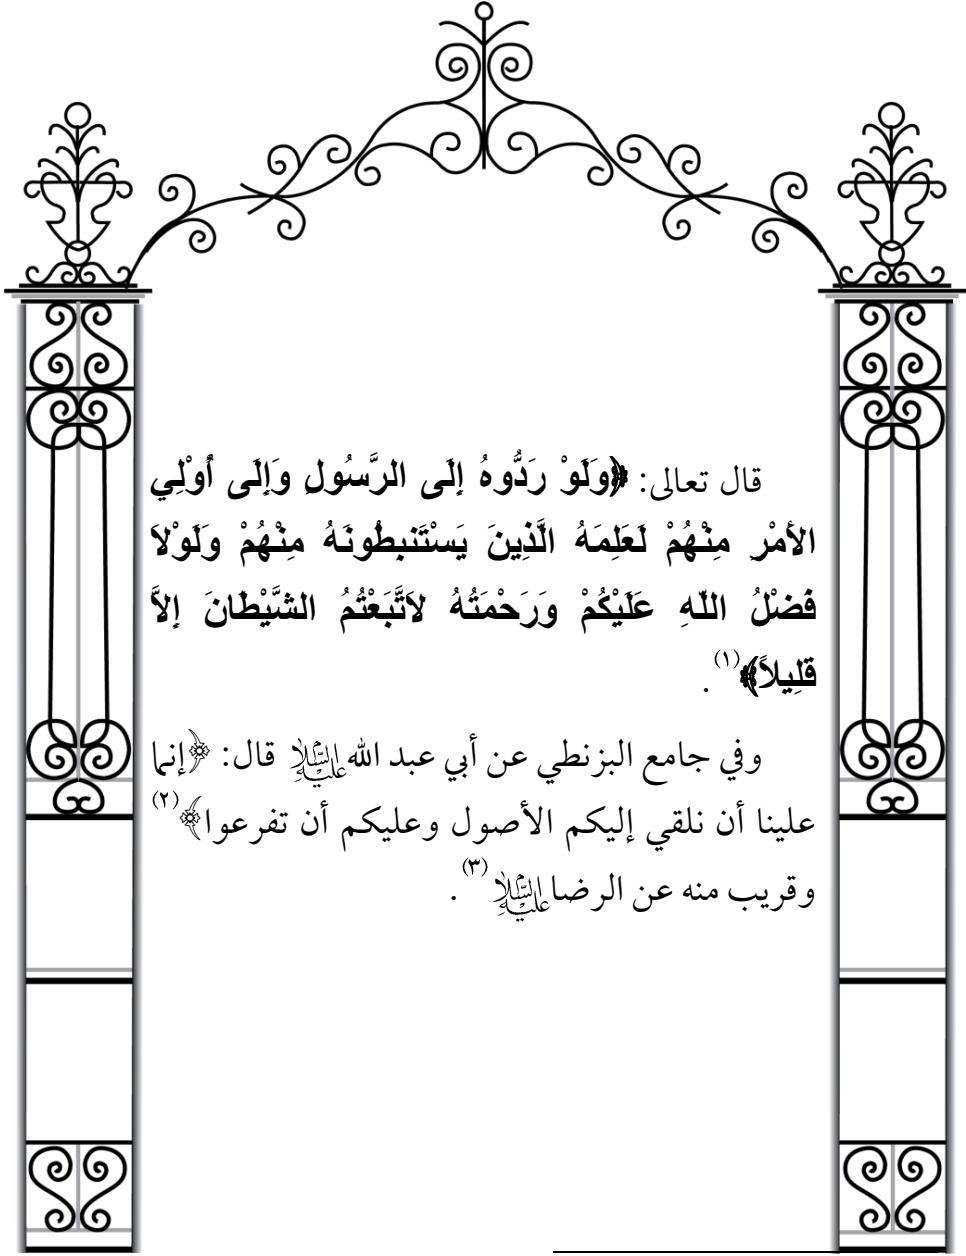 قال تعالى: ﴿وَلَوْ رَدُّوهُ إِلَى الرَّسُولِ وَإِلَى أُوْلِي
الأَمْرِ مِنْهُمْ لَعَلِمَهُ الَّذِينَ يَسْتَنبِطُونَهُ مِنْهُمْ وَلَوْلاَ
فَضْلُ اللّهِ عَلَيْكُمْ وَرَحْمَتُهُ لاَتَّبَعْتُمُ الشَّيْطَانَ إِلاَّ
قَلِيلاً﴾(١).
وفي جامع البزنطي عن أبي عبد الله عليه السلام قال: ﴿إنما
علينا أن نلقي إليكم الأصول وعليكم أن تفرعوا﴾(٢)
وقريب منه عن الرضا عليه السلام(٣).